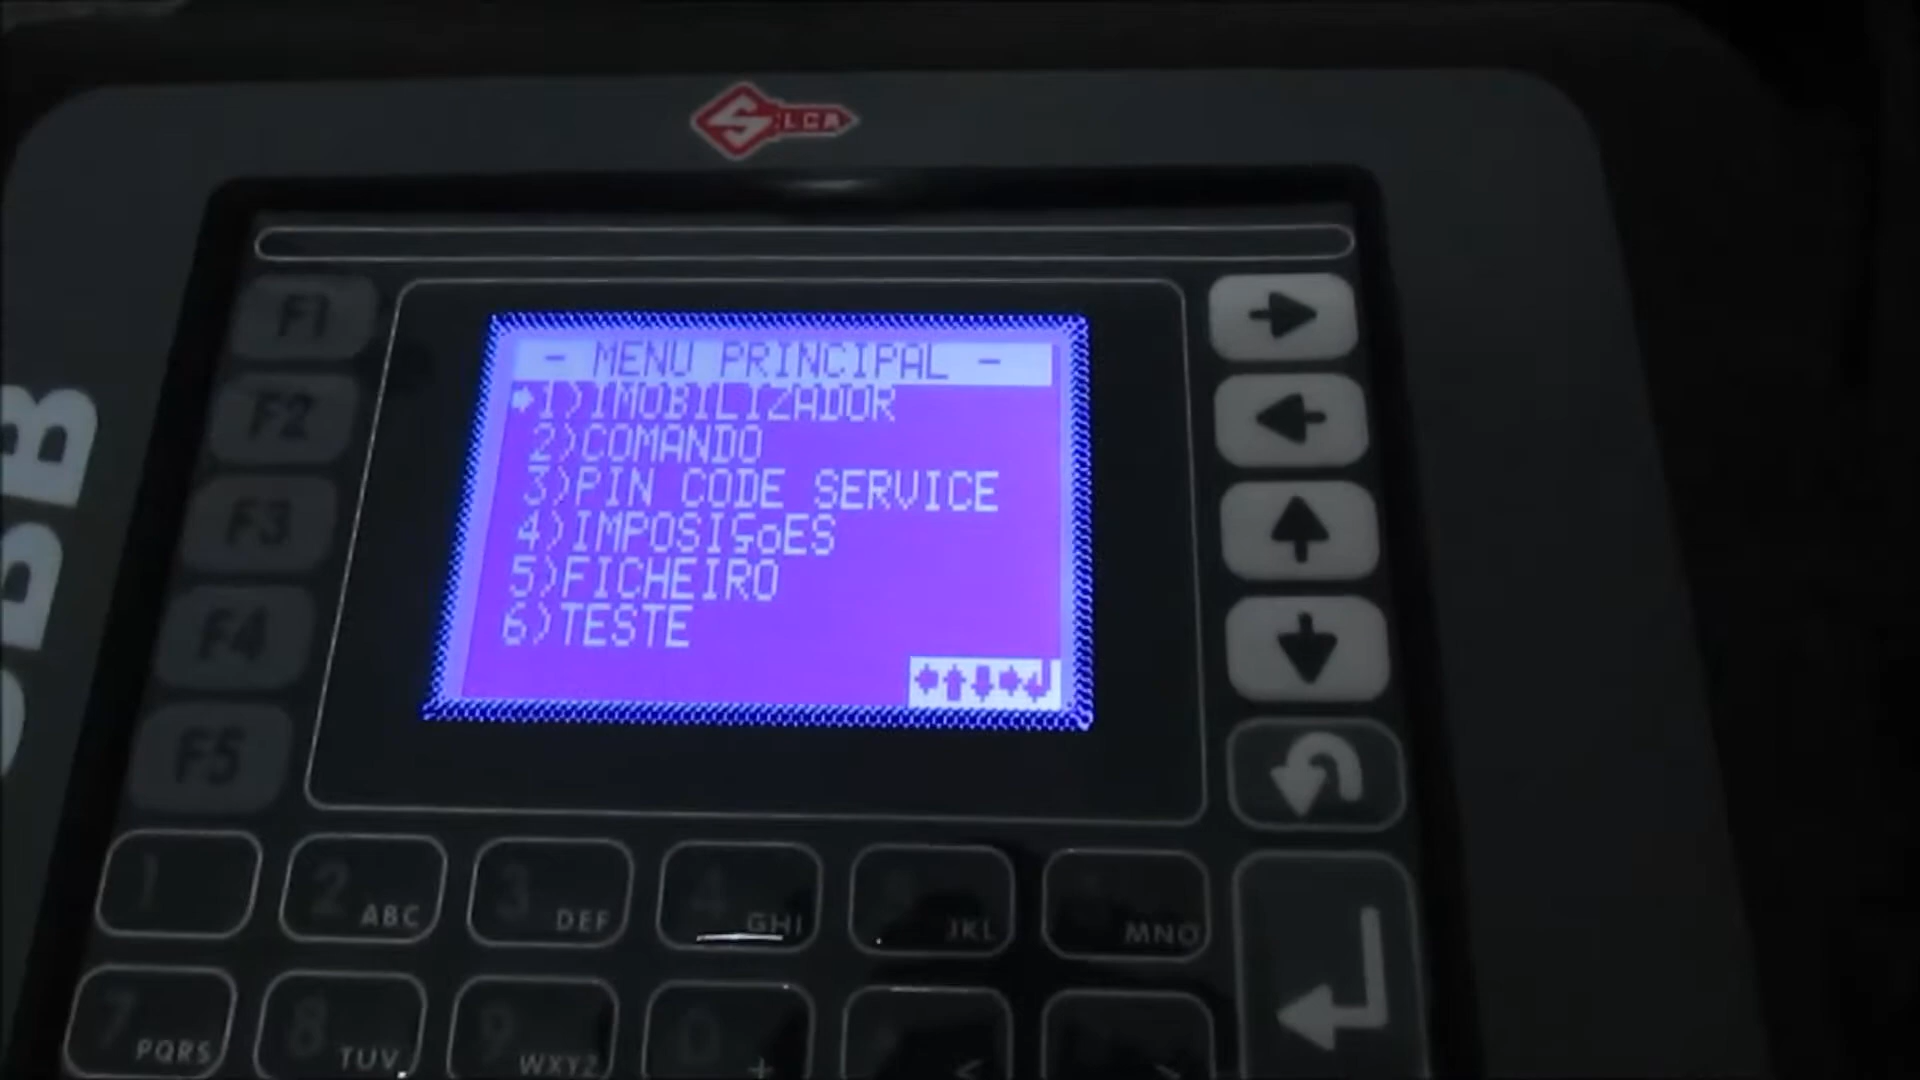 SILCA
- MENU PRINCIPAL -
1)IMOBILIZADOR
2)COMANDO
3)PIN CODE SERVICE
4)IMPOSIÇoES
5)FICHEIRO
6)TESTE
F1
F2
F3
F4
F5
SBB
1
2 ABC
3 DEF
4 GHI
JKL
MNO
7 PQRS
8 TUV
9 WXYZ
0 +
<
>